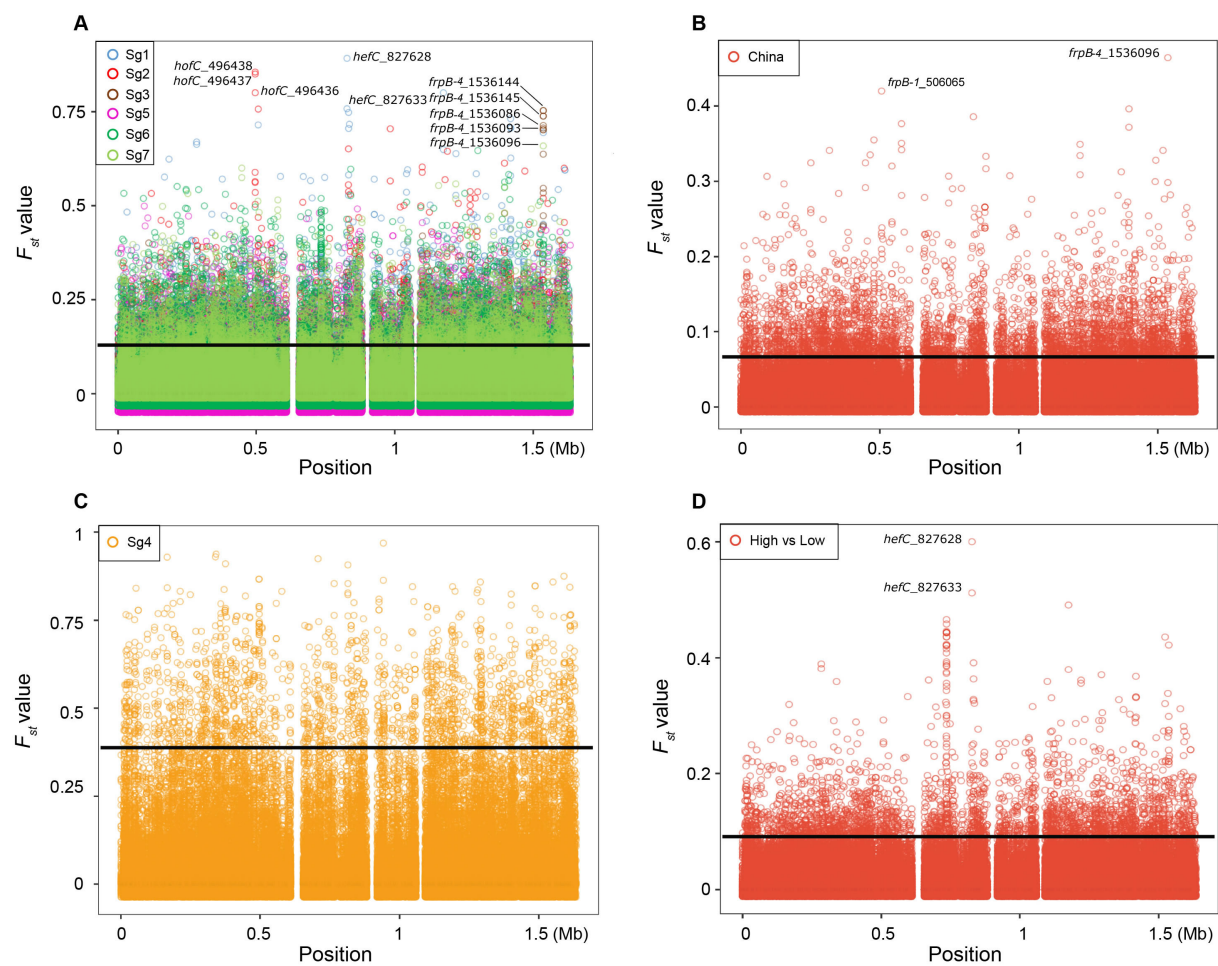 A
Sg1
Sg2
Sg3
Sg5
Sg6
Sg7
hofC_496438
hofC_496437
hofC_496436
hefC_827628
hefC_827633
frpB-4_1536144
frpB-4_1536145
frpB-4_1536086
frpB-4_1536093
frpB-4_1536096
0.75
0.5
0.25
0
Fst value
0 0.5 1 1.5 (Mb)
Position
B
China
frpB-4_1536096
frpB-1_506065
0.4
0.3
0.2
0.1
0
Fst value
0 0.5 1 1.5 (Mb)
Position
C
Sg4
1
0.75
0.5
0.25
0
Fst value
0 0.5 1 1.5 (Mb)
Position
D
High vs Low
hefC_827628
hefC_827633
0.6
0.4
0.2
0
Fst value
0 0.5 1 1.5 (Mb)
Position